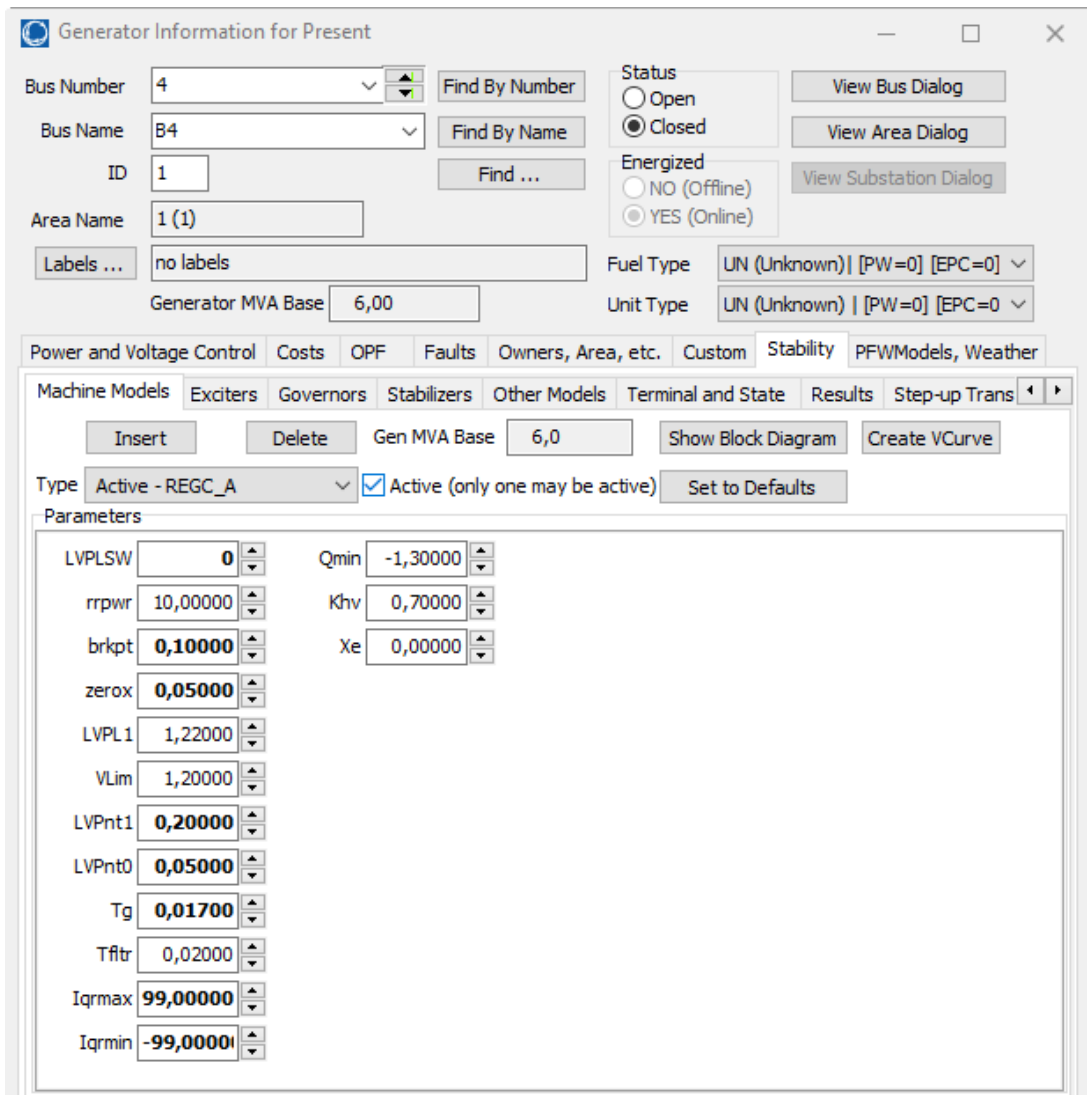 Generator Information for Present
Bus Number 4 Find By Number Status Open View Bus Dialog
Bus Name B4 Find By Name Closed View Area Dialog
ID 1 Find ... Energized NO (Offline) View Substation Dialog
Area Name 1 (1) YES (Online)
Labels ... no labels Fuel Type UN (Unknown)| [PW=0] [EPC=0]
Generator MVA Base 6,00 Unit Type UN (Unknown) | [PW=0] [EPC=0
Power and Voltage Control Costs OPF Faults Owners, Area, etc. Custom Stability PFWModels, Weather
Machine Models Exciters Governors Stabilizers Other Models Terminal and State Results Step-up Trans
Insert Delete Gen MVA Base 6,0 Show Block Diagram Create VCurve
Type Active - REGC_A Active (only one may be active) Set to Defaults
Parameters
LVPLSW 0 Qmin -1,30000
rrpwr 10,00000 Khv 0,70000
brkpt 0,10000 Xe 0,00000
zerox 0,05000
LVPL1 1,22000
VLim 1,20000
LVPnt1 0,20000
LVPnt0 0,05000
Tg 0,01700
Tfltr 0,02000
Iqrmax 99,00000
Iqrmin -99,0000